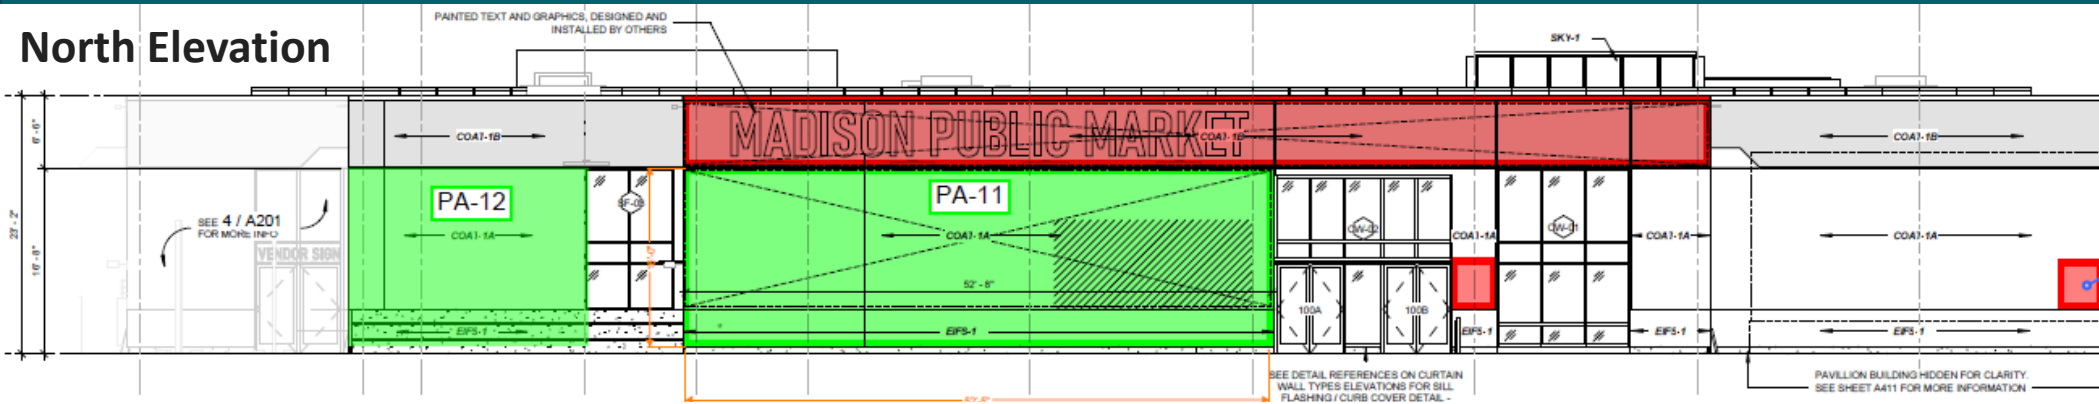 North Elevation
PAINTED TEXT AND GRAPHICS, DESIGNED AND
INSTALLED BY OTHERS
SKY-1
6' - 6"
COAT-1B
MADISON PUBLIC MARKET
COAT-1B
COAT-1B
23' - 2"
16' - 8"
SEE 4 / A201
FOR MORE INFO
VENDOR SIGN
PA-12
COAT-1A
SF-03
PA-11
COAT-1A
CW-02
COAT-1A
CW-01
COAT-1A
COAT-1A
52' - 8"
100A
100B
EIFS-1
EIFS-1
EIFS-1
EIFS-1
EIFS-1
SEE DETAIL REFERENCES ON CURTAIN
WALL TYPES ELEVATIONS FOR SILL
FLASHING / CURB COVER DETAIL -
PAVILLION BUILDING HIDDEN FOR CLARITY.
SEE SHEET A411 FOR MORE INFORMATION